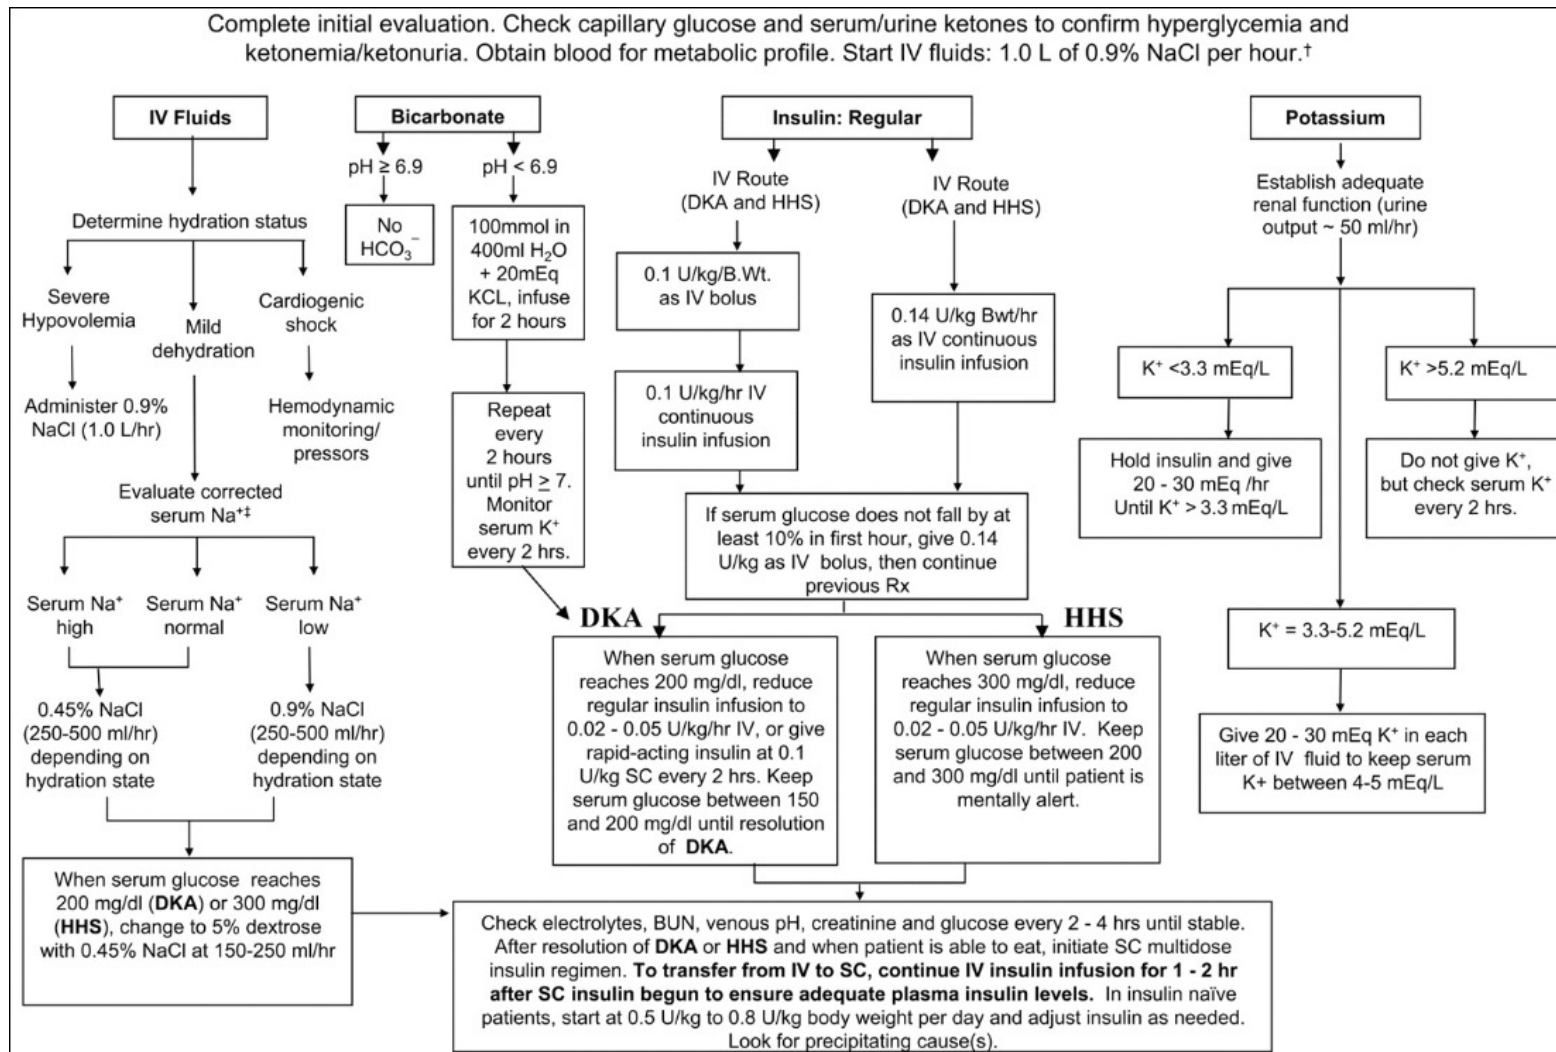 Complete initial evaluation. Check capillary glucose and serum/urine ketones to confirm hyperglycemia and
ketonemia/ketonuria. Obtain blood for metabolic profile. Start IV fluids: 1.0 L of 0.9% NaCl per hour.†
IV Fluids
Determine hydration status
Severe
Hypovolemia
Administer 0.9%
NaCl (1.0 L/hr)
Mild
dehydration
Cardiogenic
shock
Hemodynamic
monitoring/
pressors
Evaluate corrected
serum Na⁺‡
Serum Na⁺
high
Serum Na⁺
normal
Serum Na⁺
low
0.45% NaCl
(250-500 ml/hr)
depending on
hydration state
0.9% NaCl
(250-500 ml/hr)
depending on
hydration state
When serum glucose reaches
200 mg/dl (DKA) or 300 mg/dl
(HHS), change to 5% dextrose
with 0.45% NaCl at 150-250 ml/hr
Bicarbonate
pH ≥ 6.9
No
HCO₃⁻
pH < 6.9
100mmol in
400ml H₂O
+ 20mEq
KCL, infuse
for 2 hours
Repeat
every
2 hours
until pH ≥ 7.
Monitor
serum K⁺
every 2 hrs.
Insulin: Regular
IV Route
(DKA and HHS)
0.1 U/kg/B.Wt.
as IV bolus
0.1 U/kg/hr IV
continuous
insulin infusion
IV Route
(DKA and HHS)
0.14 U/kg Bwt/hr
as IV continuous
insulin infusion
If serum glucose does not fall by at
least 10% in first hour, give 0.14
U/kg as IV bolus, then continue
previous Rx
DKA
When serum glucose
reaches 200 mg/dl, reduce
regular insulin infusion to
0.02 - 0.05 U/kg/hr IV, or give
rapid-acting insulin at 0.1
U/kg SC every 2 hrs. Keep
serum glucose between 150
and 200 mg/dl until resolution
of DKA.
HHS
When serum glucose
reaches 300 mg/dl, reduce
regular insulin infusion to
0.02 - 0.05 U/kg/hr IV. Keep
serum glucose between 200
and 300 mg/dl until patient is
mentally alert.
Potassium
Establish adequate
renal function (urine
output ~ 50 ml/hr)
K⁺ <3.3 mEq/L
Hold insulin and give
20 - 30 mEq /hr
Until K⁺ > 3.3 mEq/L
K⁺ >5.2 mEq/L
Do not give K⁺,
but check serum K⁺
every 2 hrs.
K⁺ = 3.3-5.2 mEq/L
Give 20 - 30 mEq K⁺ in each
liter of IV fluid to keep serum
K+ between 4-5 mEq/L
Check electrolytes, BUN, venous pH, creatinine and glucose every 2 - 4 hrs until stable.
After resolution of DKA or HHS and when patient is able to eat, initiate SC multidose
insulin regimen. To transfer from IV to SC, continue IV insulin infusion for 1 - 2 hr
after SC insulin begun to ensure adequate plasma insulin levels. In insulin naïve
patients, start at 0.5 U/kg to 0.8 U/kg body weight per day and adjust insulin as needed.
Look for precipitating cause(s).